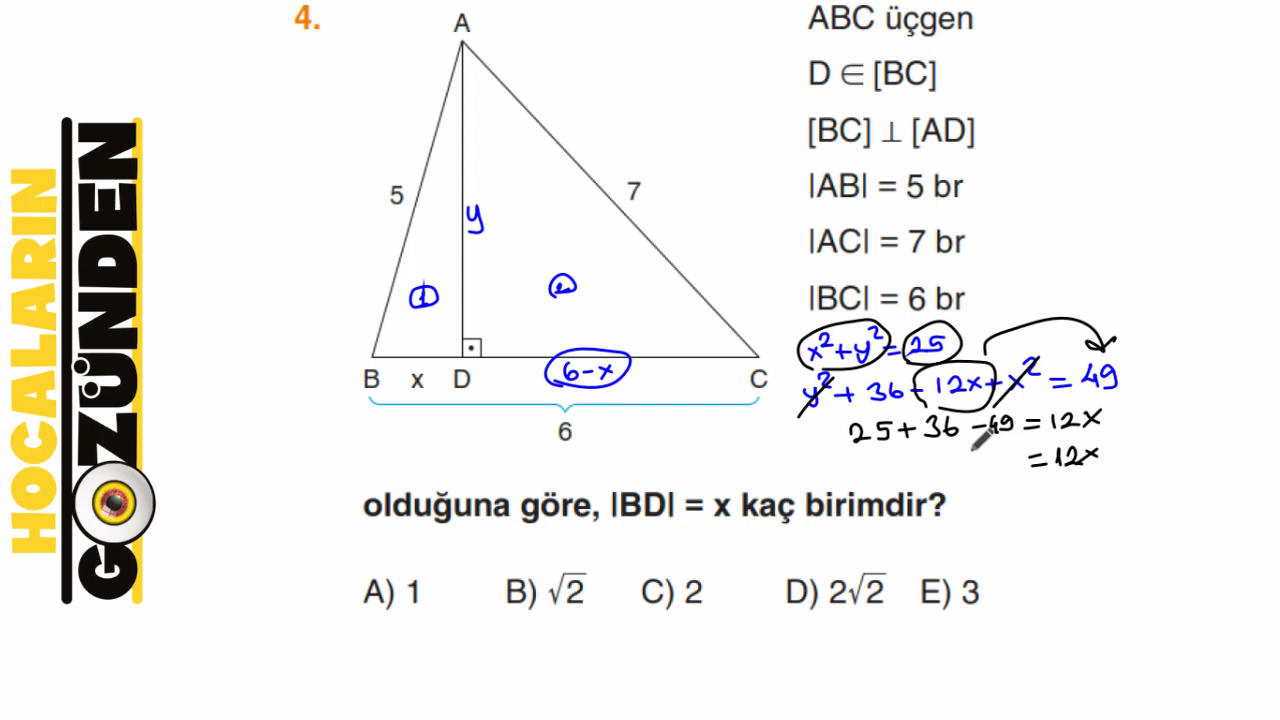 HOCALARIN
GÖZÜNDEN
4.
A
5
7
y
1
2
B x D 6-x C
6
ABC üçgen
D ∈ [BC]
[BC] ⊥ [AD]
|AB| = 5 br
|AC| = 7 br
|BC| = 6 br
x²+y² = 25
y² + 36 - 12x + x² = 49
25 + 36 - 49 = 12x
= 12x
olduğuna göre, |BD| = x kaç birimdir?
A) 1 B) √2 C) 2 D) 2√2 E) 3